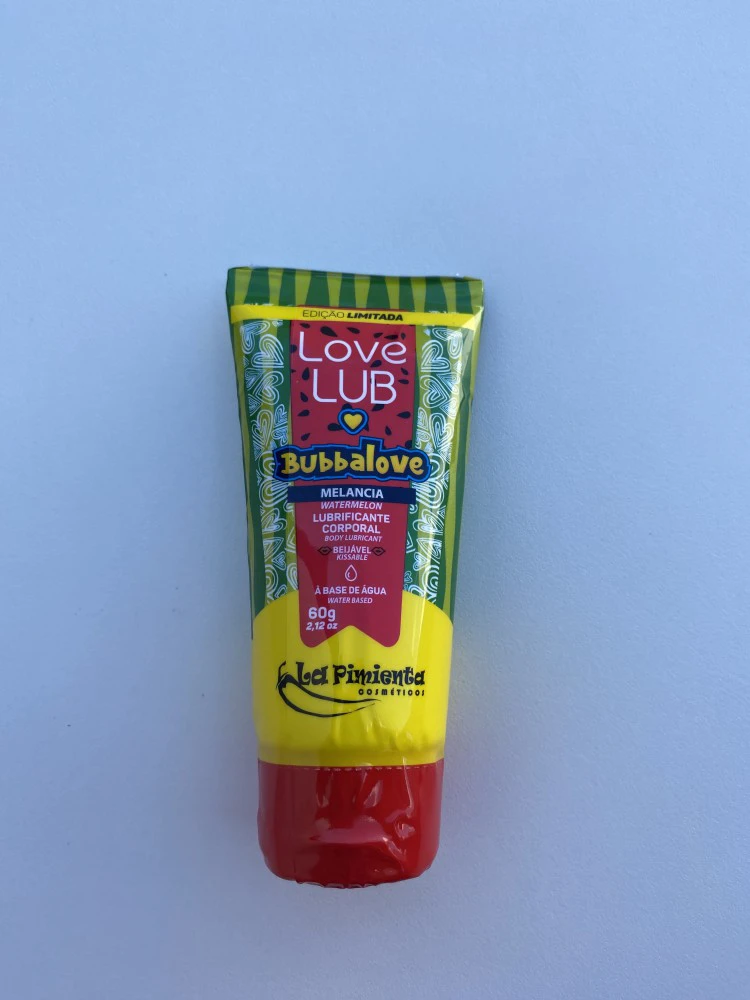 EDIÇÃO LIMITADA
Love
LUB
Bubbalove
MELANCIA
WATERMELON
LUBRIFICANTE
CORPORAL
BODY LUBRICANT
BEIJÁVEL
KISSABLE
À BASE DE ÁGUA
WATER BASED
60g
2,12 oz
La Pimienta
COSMÉTICOS